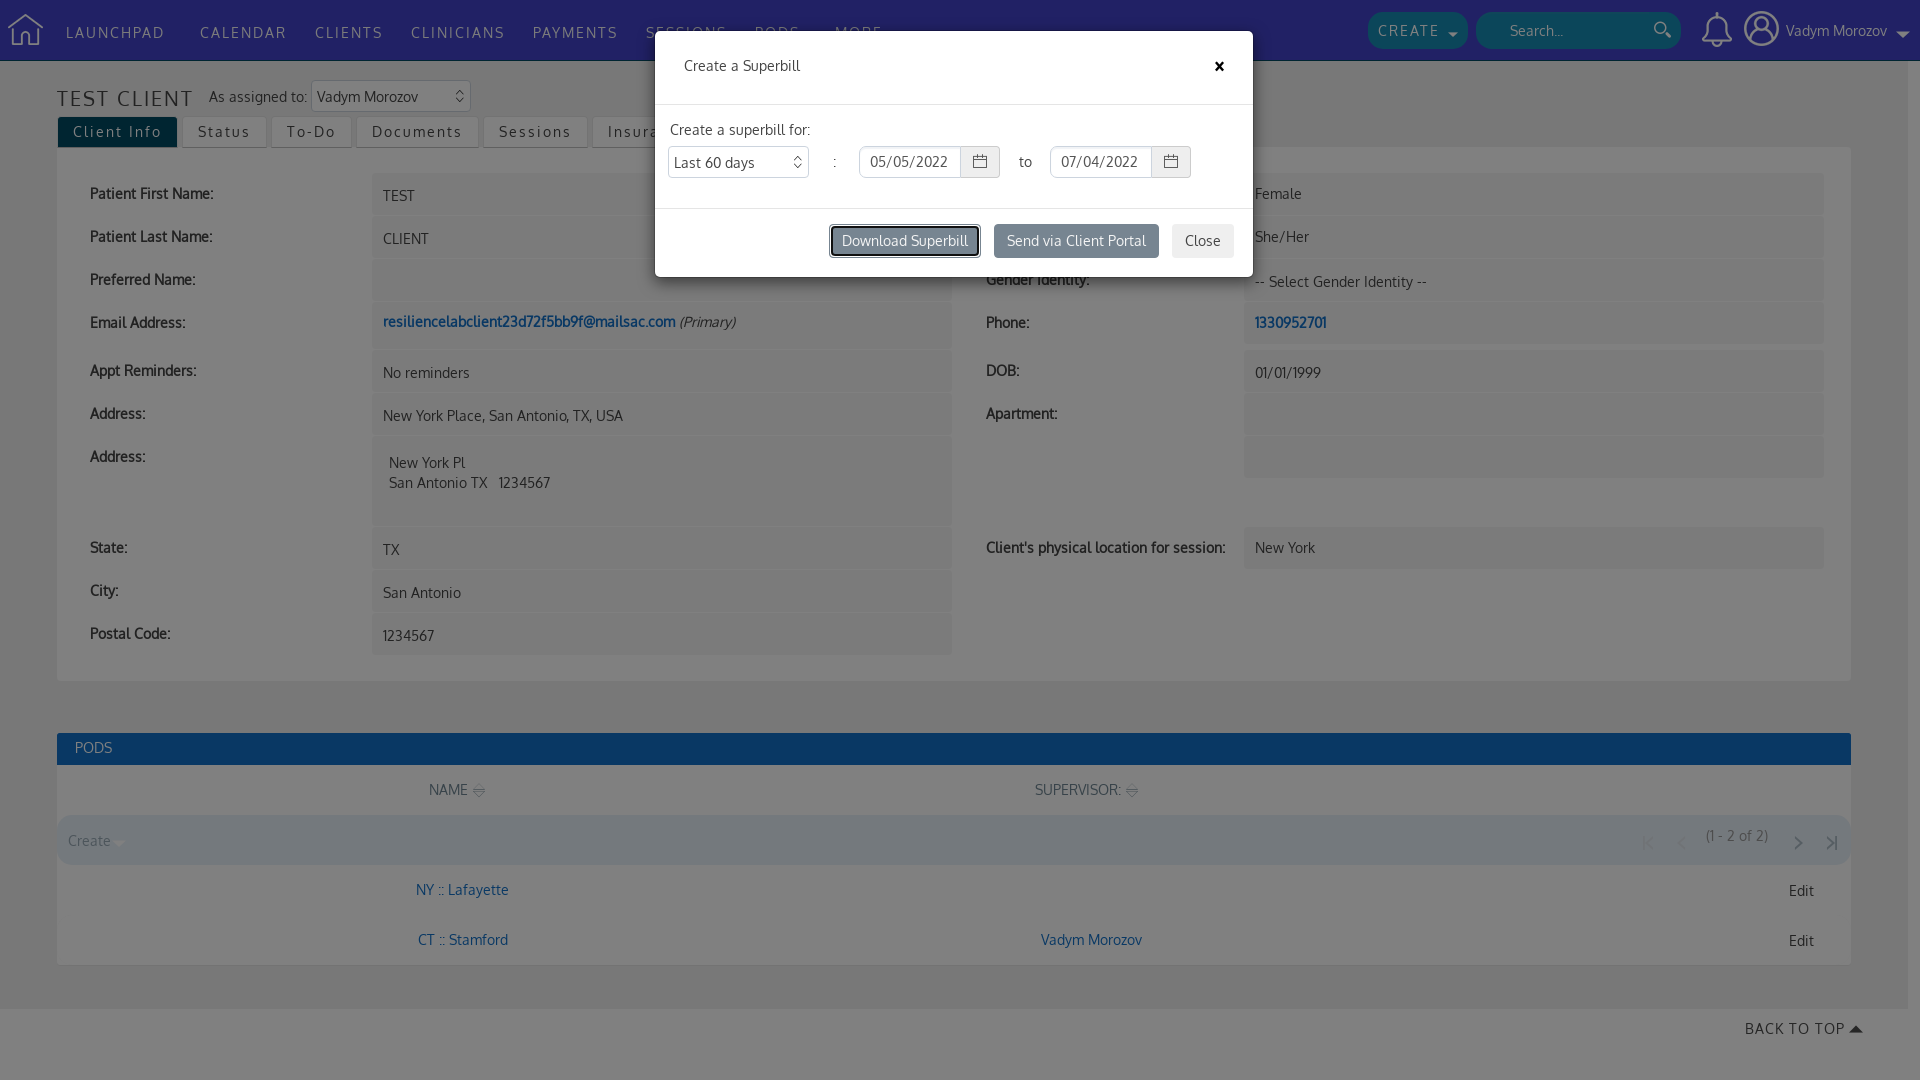 LAUNCHPAD CALENDAR CLIENTS CLINICIANS PAYMENTS SESSIONS PODS MORE CREATE Search... Vadym Morozov
Create a Superbill
×
TEST CLIENT As assigned to: Vadym Morozov
Client Info Status To-Do Documents Sessions
Create a superbill for:
Last 60 days : 05/05/2022 to 07/04/2022
Download Superbill Send via Client Portal Close
Patient First Name: TEST Female
Patient Last Name: CLIENT She/Her
Preferred Name: Gender Identity: -- Select Gender Identity --
Email Address: resiliencelabclient23d72f5bb9f@mailsac.com (Primary) Phone: 1330952701
Appt Reminders: No reminders DOB: 01/01/1999
Address: New York Place, San Antonio, TX, USA Apartment:
Address: New York Pl
San Antonio TX 1234567
State: TX Client's physical location for session: New York
City: San Antonio
Postal Code: 1234567
PODS
NAME SUPERVISOR:
Create (1 - 2 of 2)
NY :: Lafayette Edit
CT :: Stamford Vadym Morozov Edit
BACK TO TOP